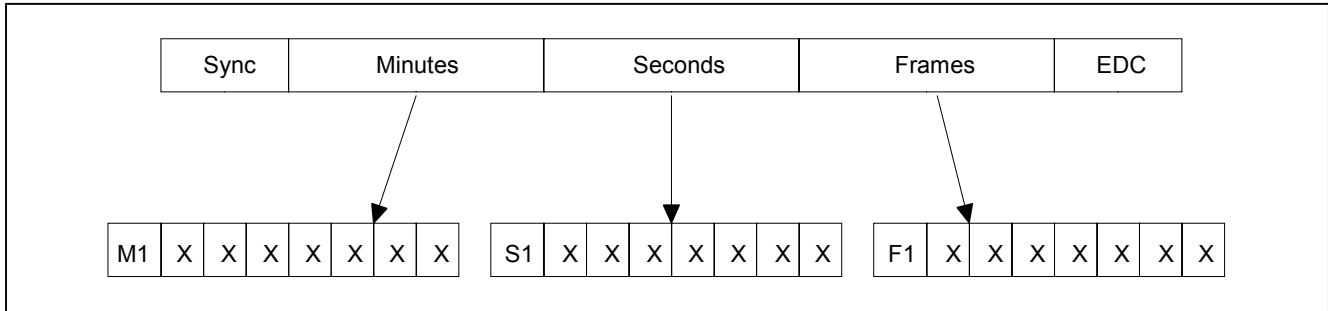 Sync Minutes Seconds Frames EDC
M1 X X X X X X X S1 X X X X X X X F1 X X X X X X X